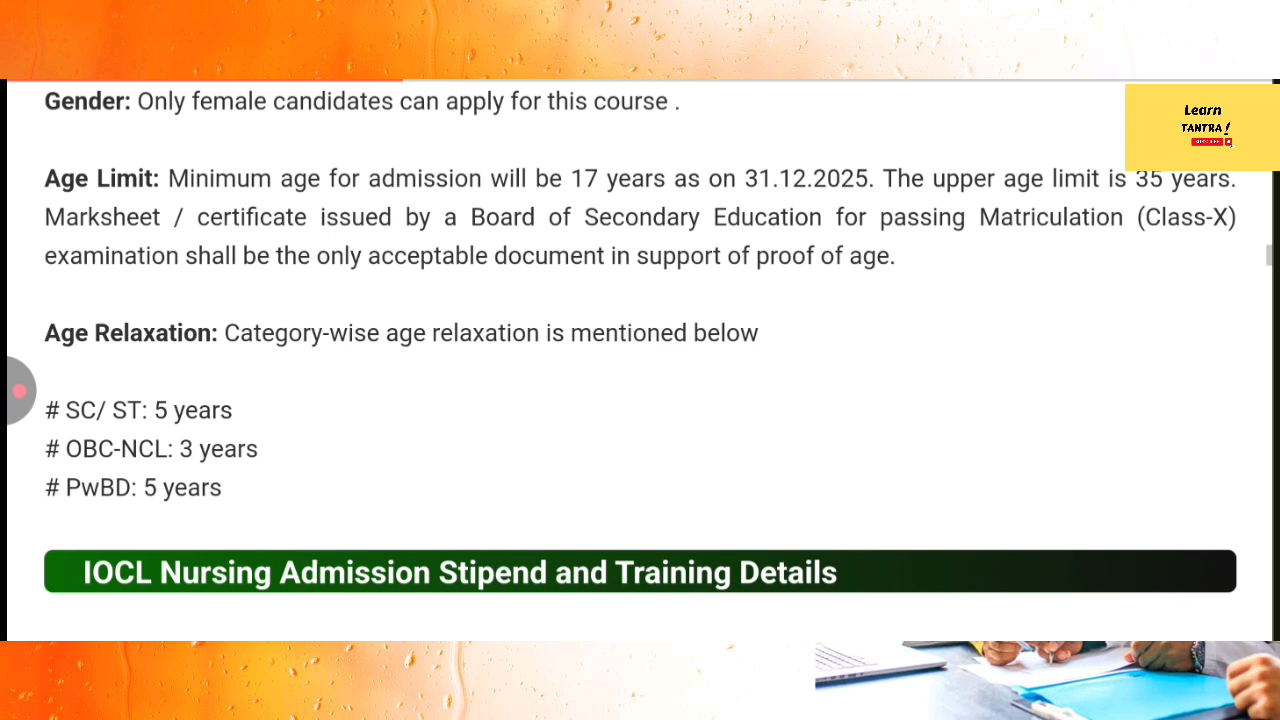 Gender: Only female candidates can apply for this course .
Learn
TANTRA!
SUBSCRIBE
Age Limit: Minimum age for admission will be 17 years as on 31.12.2025. The upper age limit is 35 years.
Marksheet / certificate issued by a Board of Secondary Education for passing Matriculation (Class-X)
examination shall be the only acceptable document in support of proof of age.
Age Relaxation: Category-wise age relaxation is mentioned below
# SC/ ST: 5 years
# OBC-NCL: 3 years
# PwBD: 5 years
IOCL Nursing Admission Stipend and Training Details